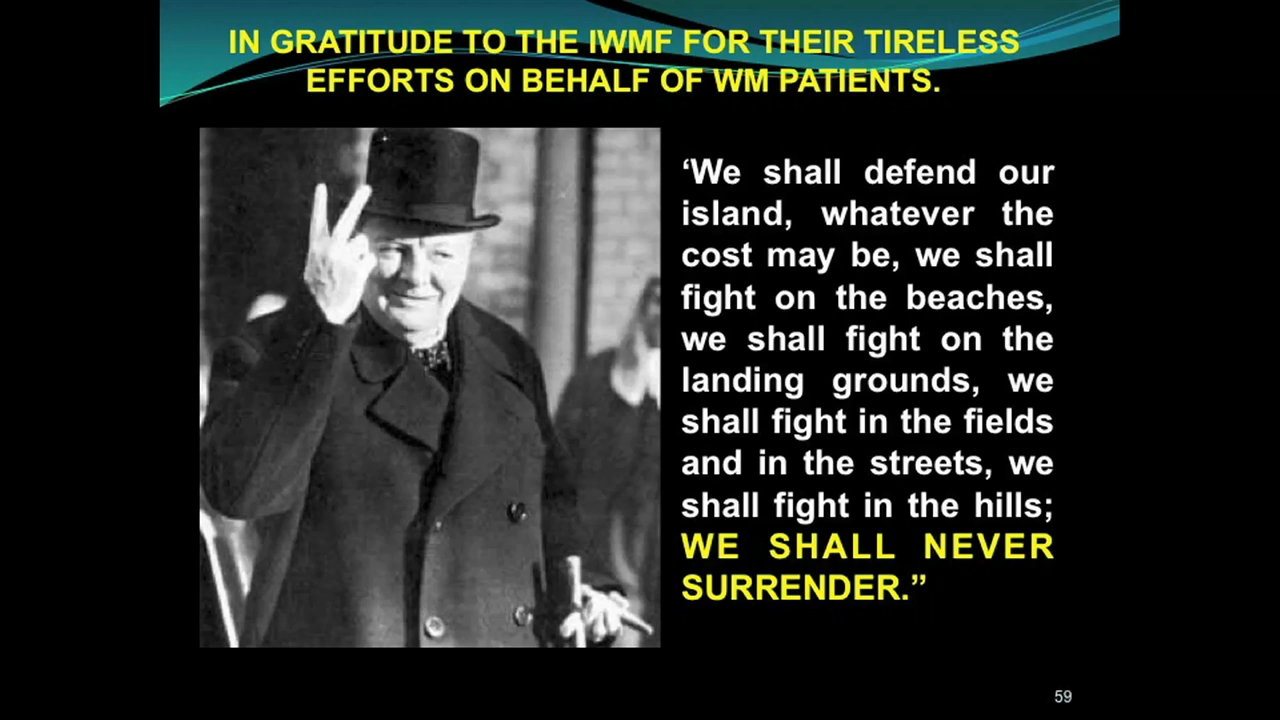 IN GRATITUDE TO THE IWMF FOR THEIR TIRELESS
EFFORTS ON BEHALF OF WM PATIENTS.
‘We shall defend our
island, whatever the
cost may be, we shall
fight on the beaches,
we shall fight on the
landing grounds, we
shall fight in the fields
and in the streets, we
shall fight in the hills;
WE SHALL NEVER
SURRENDER.”
59